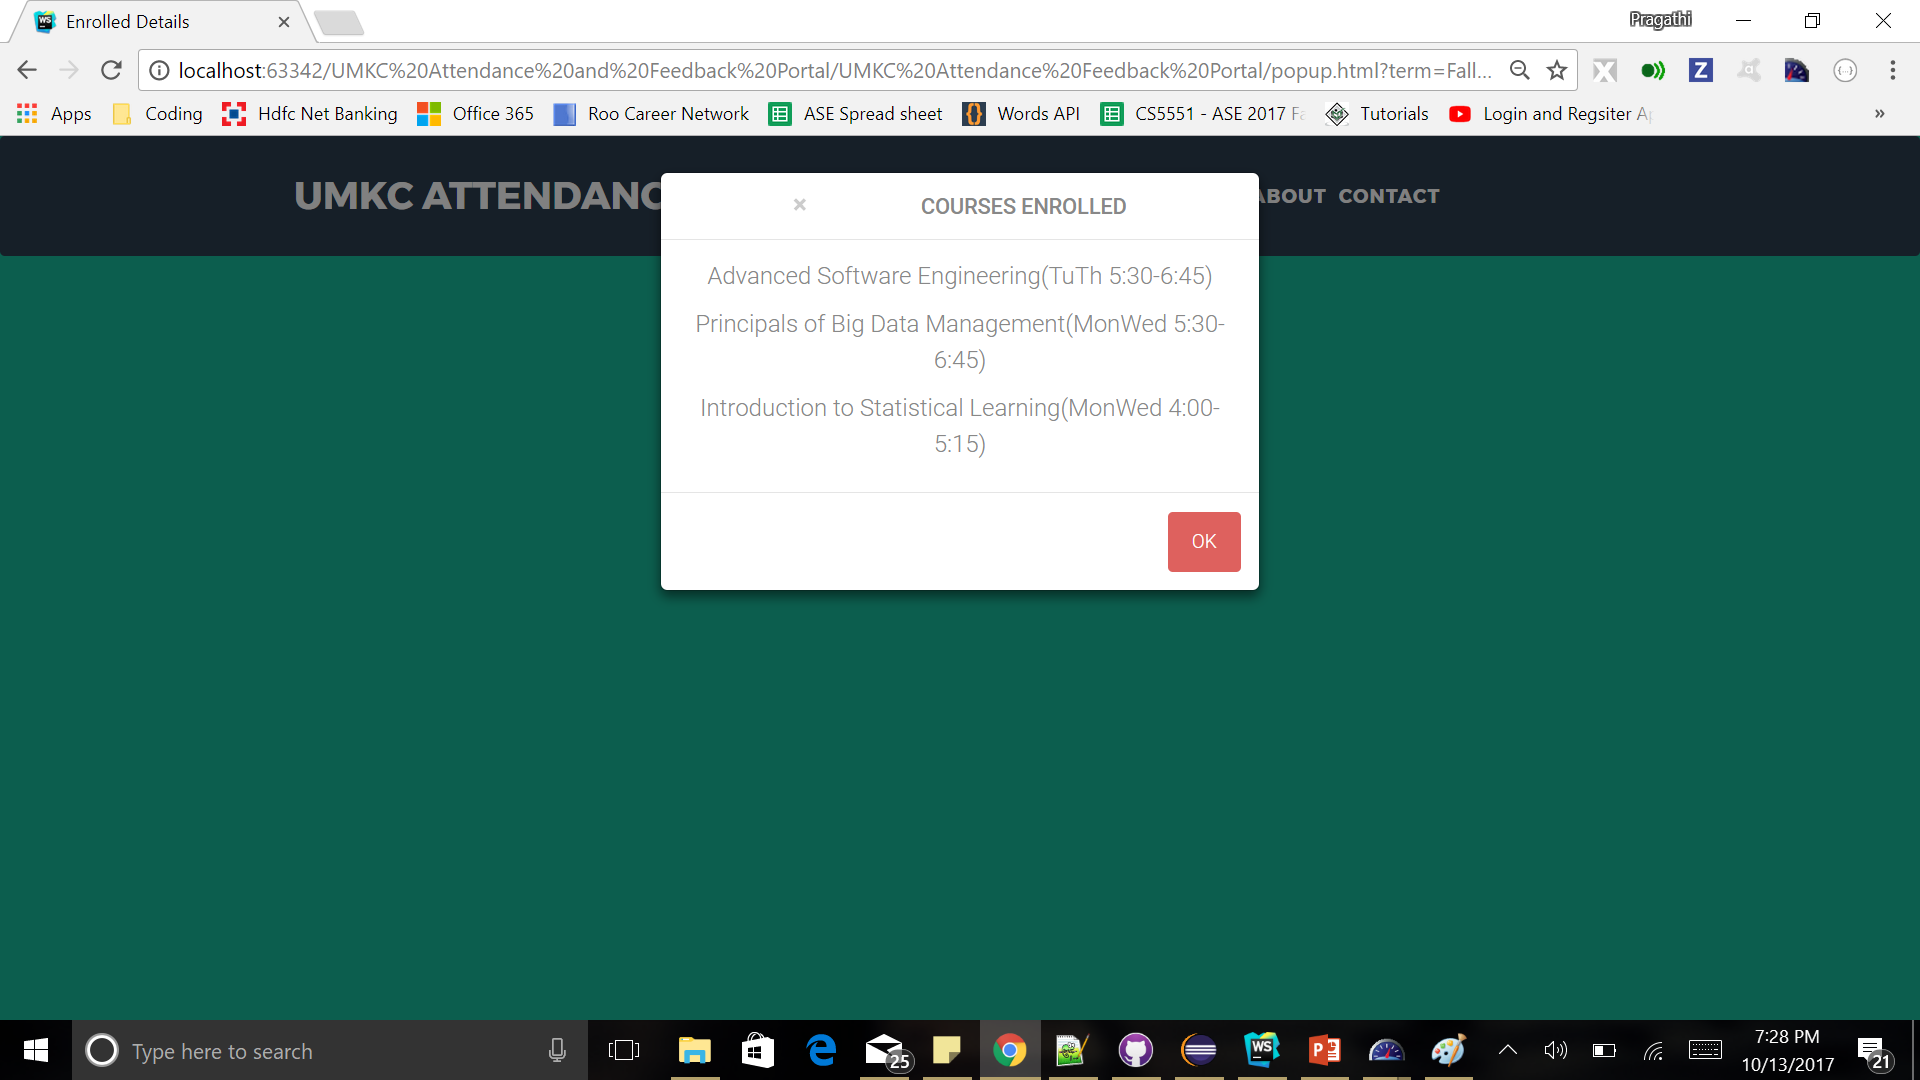 Enrolled Details
Pragathi
localhost:63342/UMKC%20Attendance%20and%20Feedback%20Portal/UMKC%20Attendance%20Feedback%20Portal/popup.html?term=Fall...
Apps Coding Hdfc Net Banking Office 365 Roo Career Network ASE Spread sheet Words API CS5551 - ASE 2017 Fa Tutorials Login and Regsiter Ap »
UMKC ATTENDANC ABOUT CONTACT
× COURSES ENROLLED
Advanced Software Engineering(TuTh 5:30-6:45)
Principals of Big Data Management(MonWed 5:30-
6:45)
Introduction to Statistical Learning(MonWed 4:00-
5:15)
OK
Type here to search
25
WS
7:28 PM
10/13/2017
21